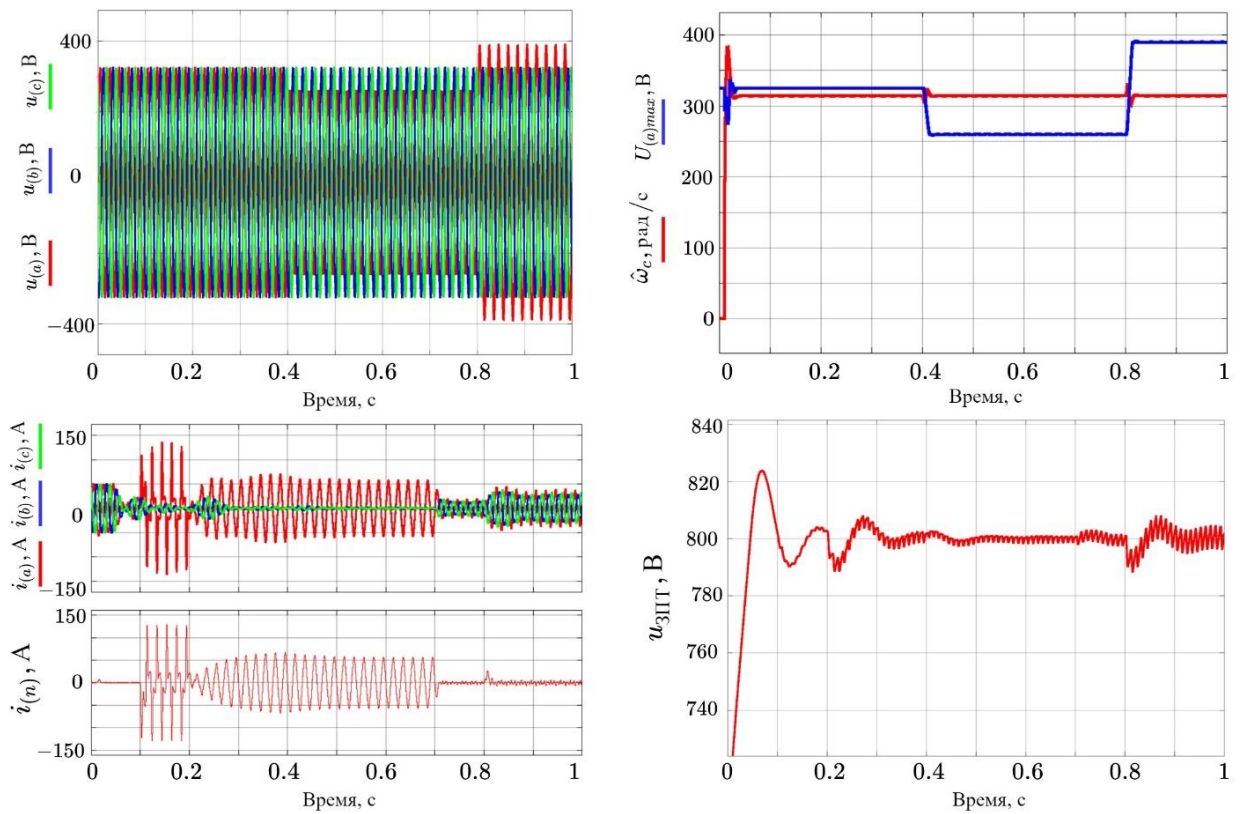 u(c), В
u(b), В
u(a), В
400
0
−400
0 0.2 0.4 0.6 0.8 1
Время, с
U(a)max, В
ω̂c, рад/с
400
300
200
100
0
0 0.2 0.4 0.6 0.8 1
Время, с
i(c), А
i(b), А
i(a), А
150
0
−150
i(n), А
150
0
−150
0 0.2 0.4 0.6 0.8 1
Время, с
uЗПТ, В
840
820
800
780
760
740
0 0.2 0.4 0.6 0.8 1
Время, с